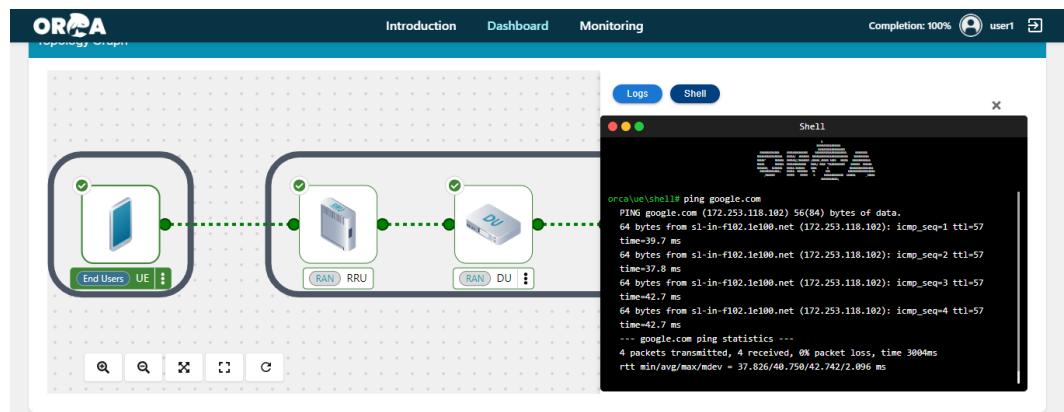 ORCA
Introduction
Dashboard
Monitoring
Completion: 100%
user1
Topology Graph
Logs
Shell
×
Shell
ORCA
orca\ue\shell# ping google.com
PING google.com (172.253.118.102) 56(84) bytes of data.
64 bytes from sl-in-f102.1e100.net (172.253.118.102): icmp_seq=1 ttl=57
time=39.7 ms
64 bytes from sl-in-f102.1e100.net (172.253.118.102): icmp_seq=2 ttl=57
time=37.8 ms
64 bytes from sl-in-f102.1e100.net (172.253.118.102): icmp_seq=3 ttl=57
time=42.7 ms
64 bytes from sl-in-f102.1e100.net (172.253.118.102): icmp_seq=4 ttl=57
time=42.7 ms
--- google.com ping statistics ---
4 packets transmitted, 4 received, 0% packet loss, time 3004ms
rtt min/avg/max/mdev = 37.826/40.750/42.742/2.096 ms
RRU
DU
End Users UE
RAN RRU
RAN DU